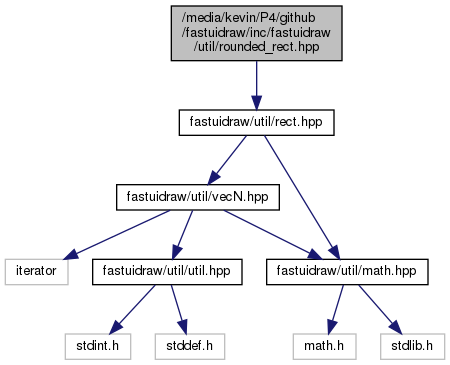 /media/kevin/P4/github
/fastuidraw/inc/fastuidraw
/util/rounded_rect.hpp
fastuidraw/util/rect.hpp
fastuidraw/util/vecN.hpp
iterator
fastuidraw/util/util.hpp
fastuidraw/util/math.hpp
stdint.h
stddef.h
math.h
stdlib.h